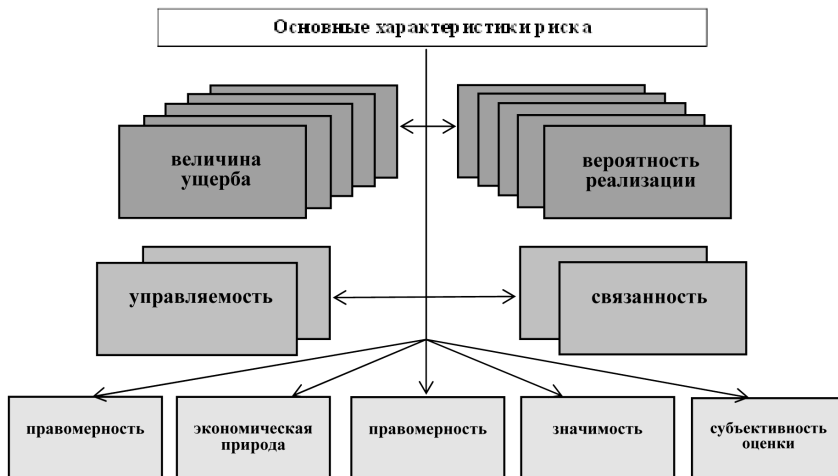 Основные характеристики риска
величина
ущерба
вероятность
реализации
управляемость
связанность
правомерность
экономическая
природа
правомерность
значимость
субъективность
оценки